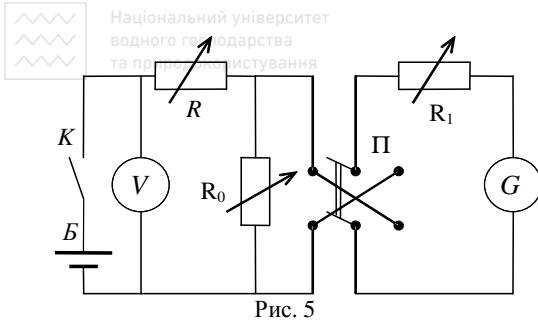 Національний університет
водного господарства
та природокористування
R
R₁
K
П
V
R₀
G
Б
Рис. 5